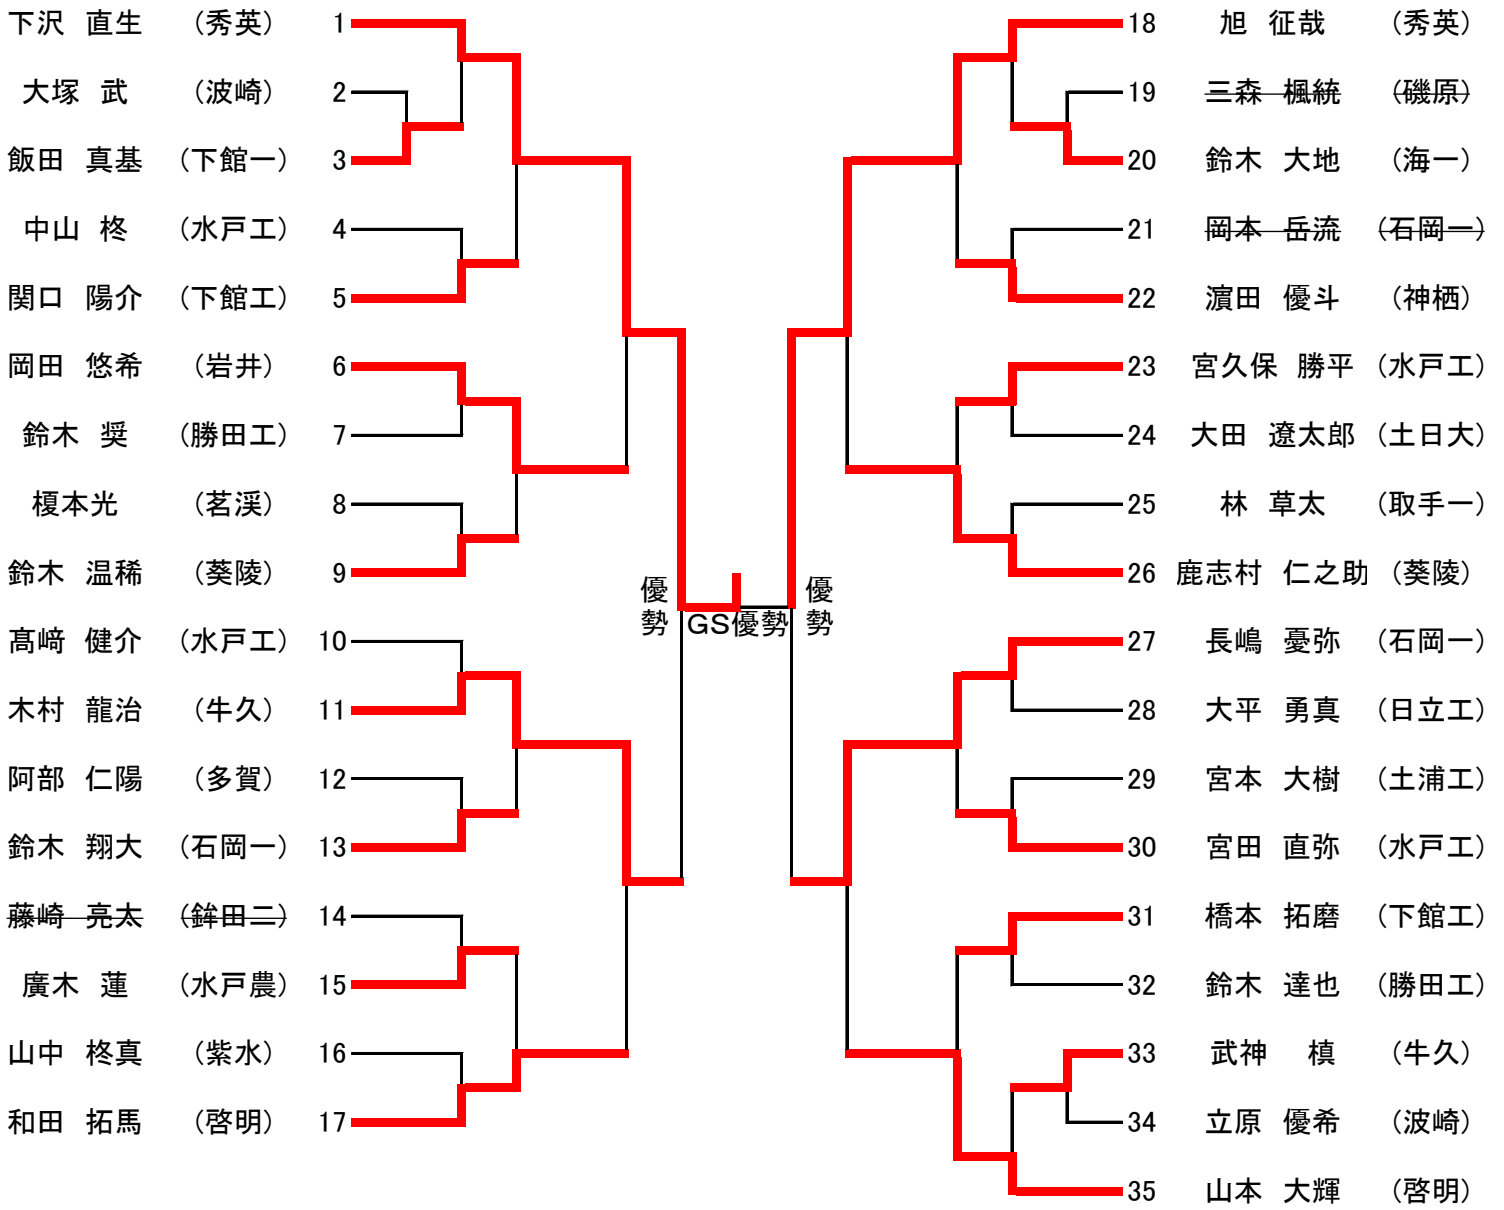 下沢 直生 （秀英） 1
大塚 武 （波崎） 2
飯田 真基 （下館一） 3
中山 柊 （水戸工） 4
関口 陽介 （下館工） 5
岡田 悠希 （岩井） 6
鈴木 奨 （勝田工） 7
榎本光 （茗溪） 8
鈴木 温稀 （葵陵） 9
髙﨑 健介 （水戸工） 10
木村 龍治 （牛久） 11
阿部 仁陽 （多賀） 12
鈴木 翔大 （石岡一） 13
藤崎 亮太 （鉾田二） 14
廣木 蓮 （水戸農） 15
山中 柊真 （紫水） 16
和田 拓馬 （啓明） 17
優勢
GS優勢
優勢
18 旭 征哉 （秀英）
19 三森 楓統 （磯原）
20 鈴木 大地 （海一）
21 岡本 岳流 （石岡一）
22 濵田 優斗 （神栖）
23 宮久保 勝平 （水戸工）
24 大田 遼太郎 （土日大）
25 林 草太 （取手一）
26 鹿志村 仁之助 （葵陵）
27 長嶋 憂弥 （石岡一）
28 大平 勇真 （日立工）
29 宮本 大樹 （土浦工）
30 宮田 直弥 （水戸工）
31 橋本 拓磨 （下館工）
32 鈴木 達也 （勝田工）
33 武神 槙 （牛久）
34 立原 優希 （波崎）
35 山本 大輝 （啓明）